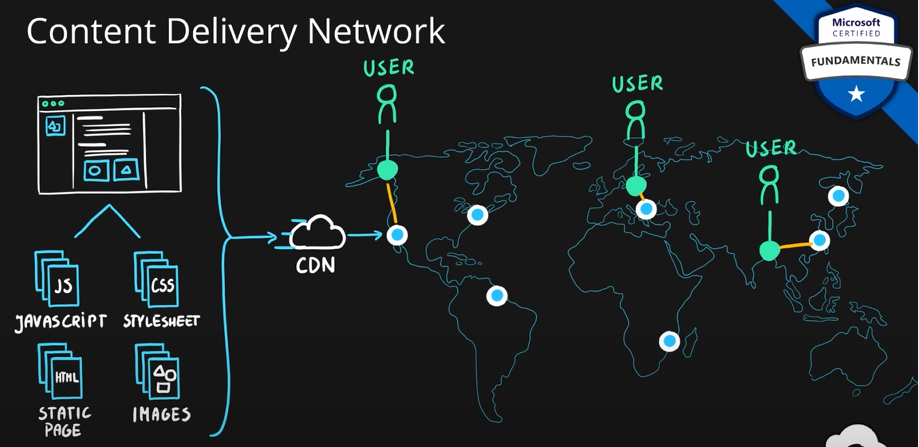 Content Delivery Network
Microsoft
CERTIFIED
FUNDAMENTALS
USER
USER
USER
CDN
JS
CSS
JAVASCRIPT
STYLESHEET
HTML
STATIC
PAGE
IMAGES